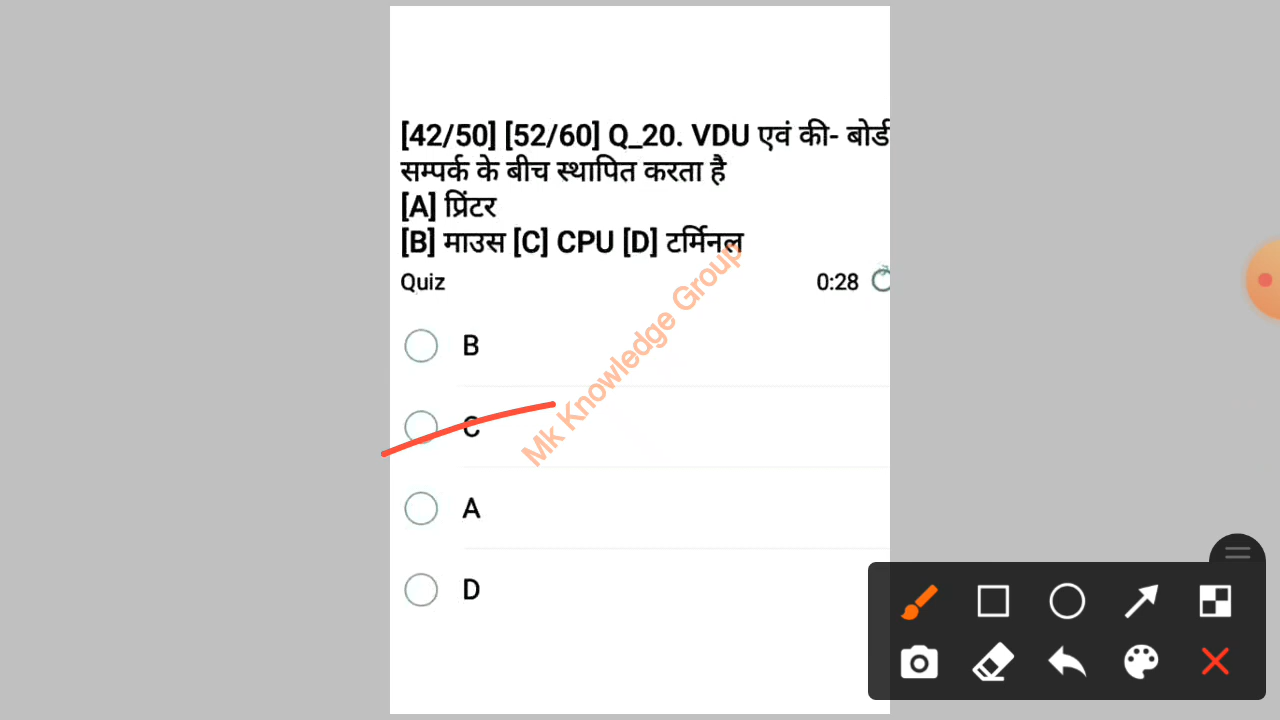 [42/50] [52/60] Q_20. VDU एवं की- बोर्ड
सम्पर्क के बीच स्थापित करता है
[A] प्रिंटर
[B] माउस [C] CPU [D] टर्मिनल
Quiz 0:28
B
C
A
D
Mk Knowledge Group